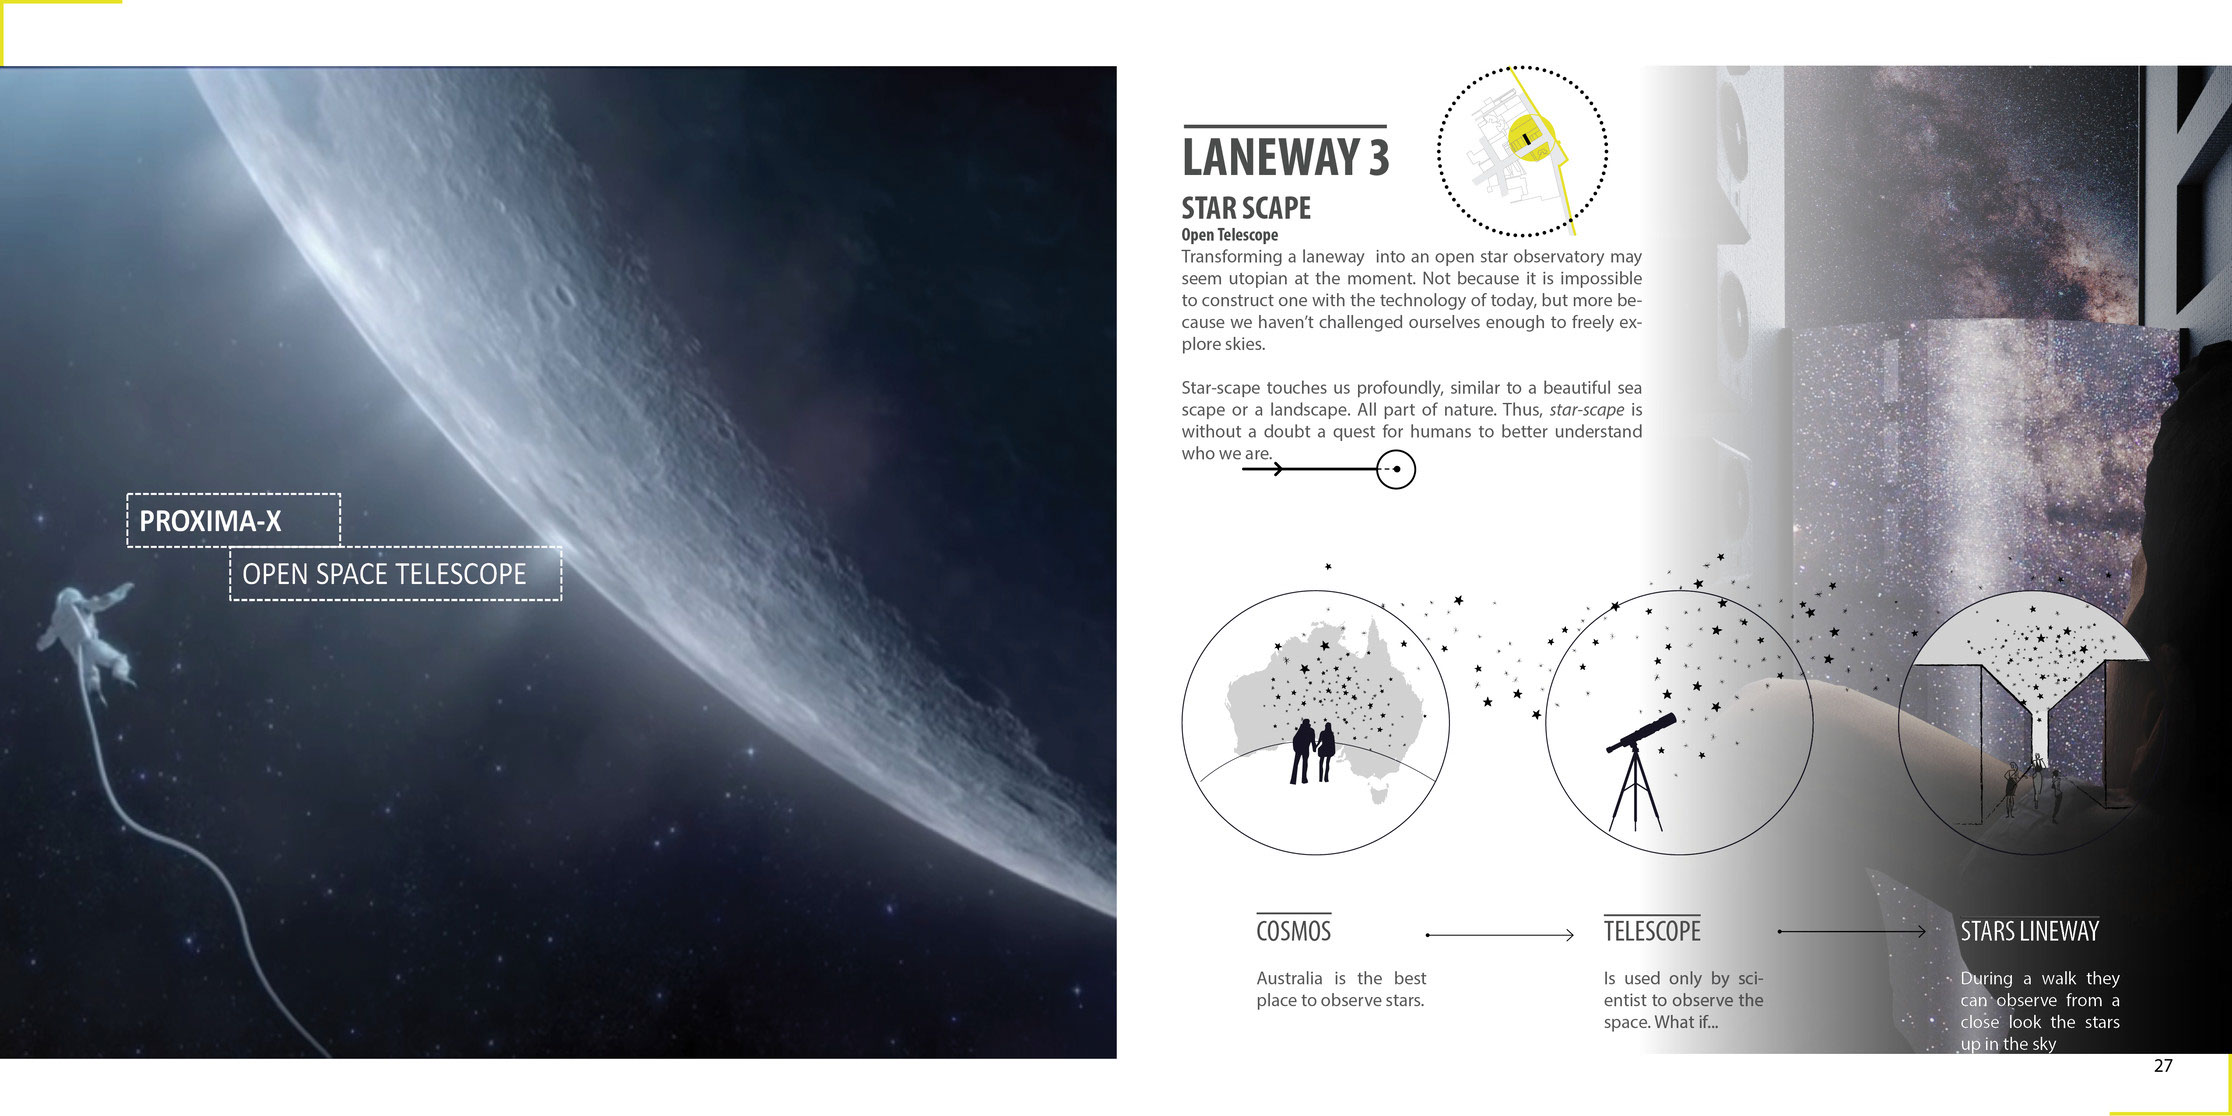 PROXIMA-X
OPEN SPACE TELESCOPE
LANEWAY 3
STAR SCAPE
Open Telescope
Transforming a laneway into an open star observatory may
seem utopian at the moment. Not because it is impossible
to construct one with the technology of today, but more be-
cause we haven't challenged ourselves enough to freely ex-
plore skies.
Star-scape touches us profoundly, similar to a beautiful sea
scape or a landscape. All part of nature. Thus, star-scape is
without a doubt a quest for humans to better understand
who we are.
COSMOS
Australia is the best
place to observe stars.
TELESCOPE
Is used only by sci-
entist to observe the
space. What if...
STARS LINEWAY
During a walk they
can observe from a
close look the stars
up in the sky
27